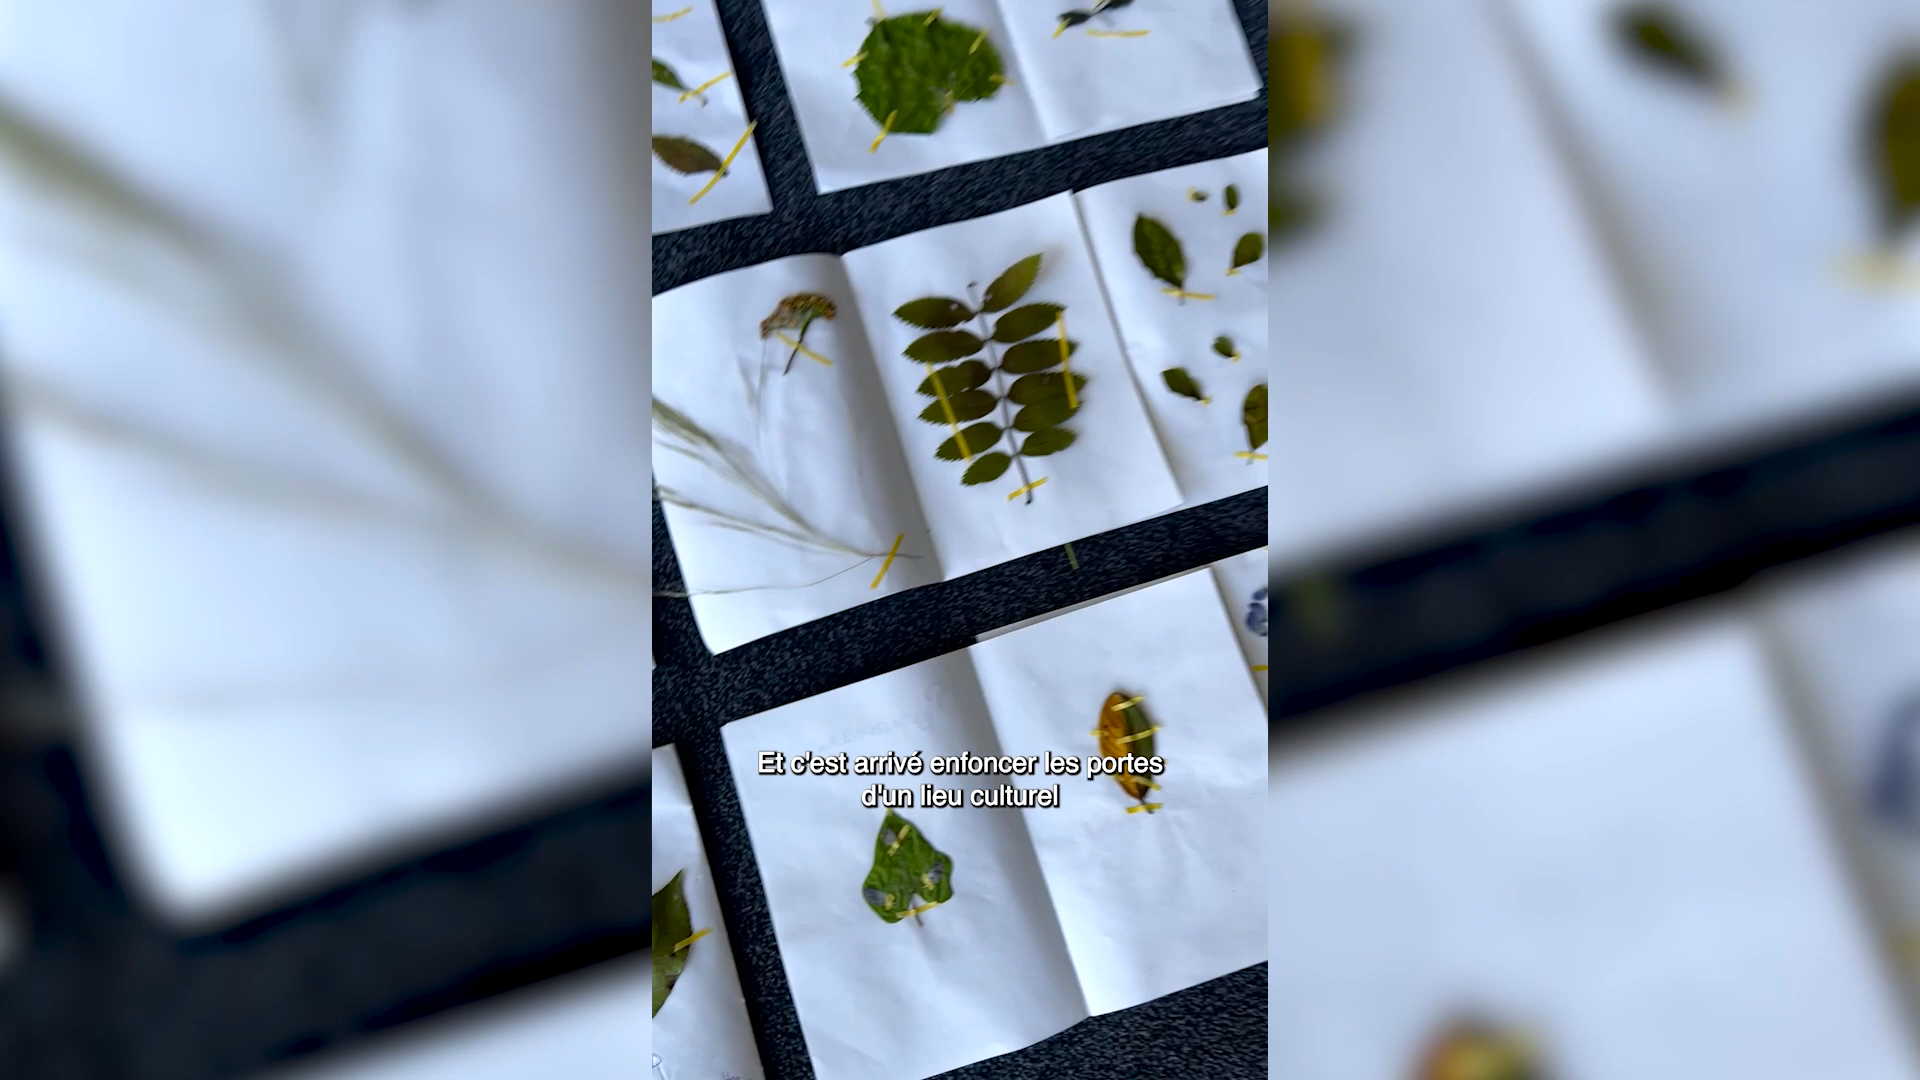 Et c'est arrivé enfoncer les portes
d'un lieu culturel